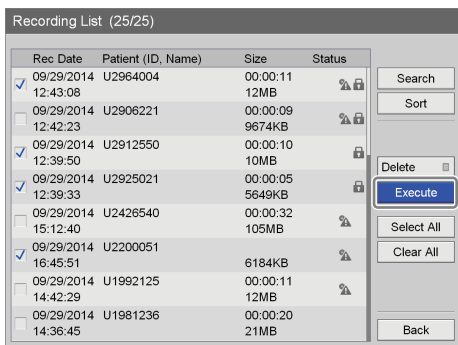 Recording List (25/25)
Rec Date Patient (ID, Name) Size Status
09/29/2014 U2964004 00:00:11
12:43:08 12MB
09/29/2014 U2906221 00:00:09
12:42:23 9674KB
09/29/2014 U2912550 00:00:10
12:39:50 10MB
09/29/2014 U2925021 00:00:05
12:39:33 5649KB
09/29/2014 U2426540 00:00:32
15:12:40 105MB
09/29/2014 U2200051
16:45:51 6184KB
09/29/2014 U1992125 00:00:11
14:42:29 12MB
09/29/2014 U1981236 00:00:20
14:36:45 21MB
Search
Sort
Delete
Execute
Select All
Clear All
Back